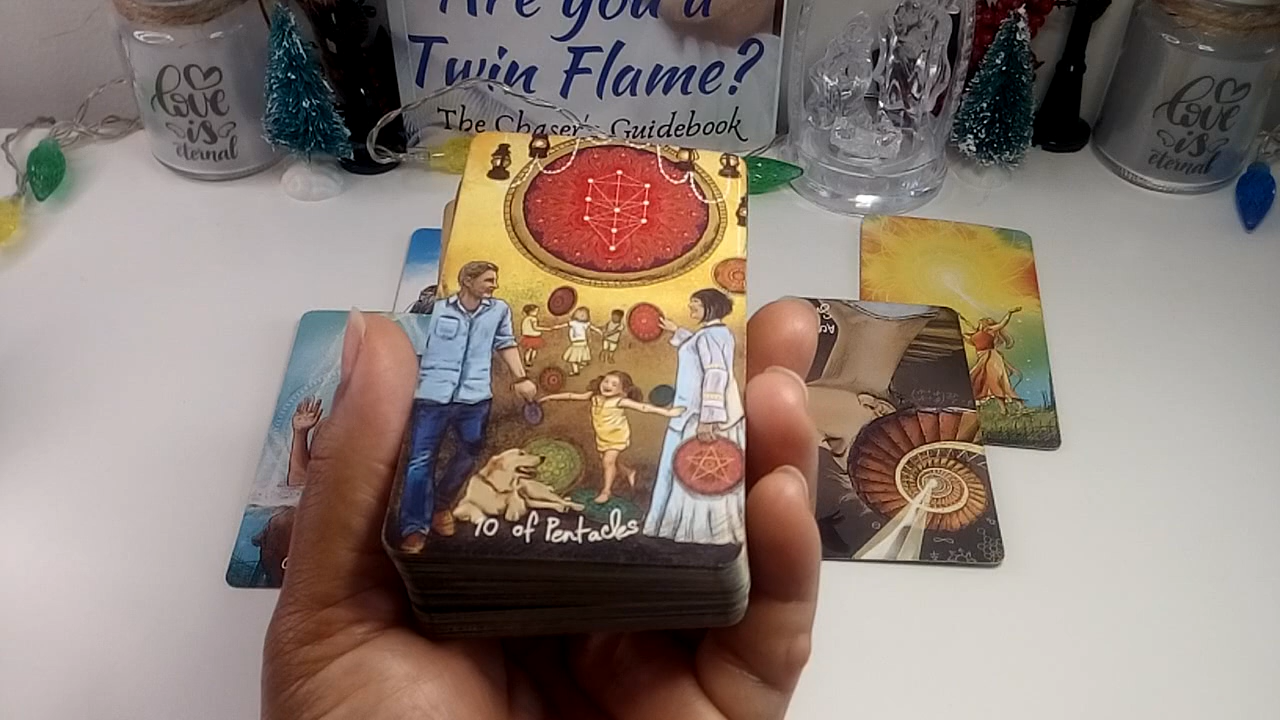 Are you a
Twin Flame?
The Chaser's Guidebook
love
is
eternal
love
is
eternal
10 of Pentacles